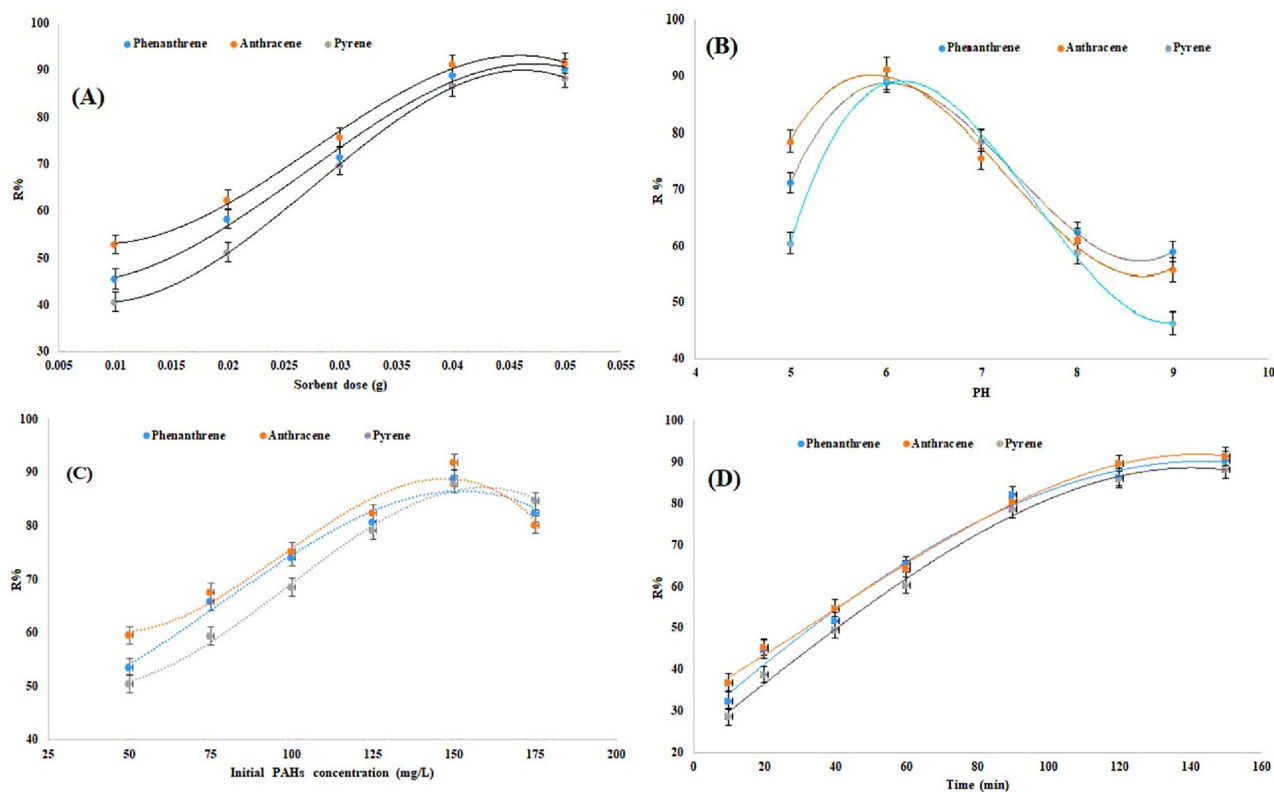 100
90
80
70
60
50
40
30
R%
Phenanthrene Anthracene Pyrene
(A)
0.005 0.01 0.015 0.02 0.025 0.03 0.035 0.04 0.045 0.05 0.055
Sorbent dose (g)
100
90
80
70
60
50
40
R %
Phenanthrene Anthracene Pyrene
(B)
4 5 6 7 8 9 10
PH
100
90
80
70
60
50
40
R%
Phenanthrene Anthracene Pyrene
(C)
25 50 75 100 125 150 175 200
Initial PAHs concentration (mg/L)
100
90
80
70
60
50
40
30
20
R%
Phenanthrene Anthracene Pyrene
(D)
0 20 40 60 80 100 120 140 160
Time (min)